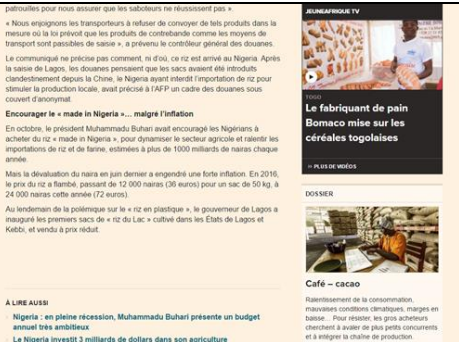 patrouilles pour nous assurer que les saboteurs ne réussissent pas ».
« Nous enjoignons les transporteurs à refuser de convoyer de tels produits dans la
mesure où la loi prévoit que les produits de contrebande comme les moyens de
transport sont passibles de saisie », a prévenu le contrôleur général des douanes.
Le communiqué ne précise pas comment, ni d'où, ce riz est arrivé au Nigeria. Après
la saisie de Lagos, les douanes pensaient que les sacs avaient été introduits
clandestinement depuis la Chine, le Nigeria ayant interdit l'importation de riz pour
stimuler la production locale, avait précisé à l'AFP un cadre des douanes sous
couvert d'anonymat.
Encourager le « made in Nigeria »… malgré l'inflation
En octobre, le président Muhammadu Buhari avait encouragé les Nigérians à
acheter du riz « made in Nigeria », pour dynamiser le secteur agricole et ralentir les
importations de riz et de farine, estimées à plus de 1000 milliards de nairas chaque
année.
Mais la dévaluation du naira en juin dernier a engendré une forte inflation. En 2016,
le prix du riz a flambé, passant de 12 000 nairas (36 euros) pour un sac de 50 kg, à
24 000 nairas cette année (72 euros).
Au lendemain de la polémique sur le « riz en plastique », le gouverneur de Lagos a
inauguré les premiers sacs de « riz du Lac » cultivé dans les États de Lagos et
Kebbi, et vendu à prix réduit.
À LIRE AUSSI
Nigeria : en pleine récession, Muhammadu Buhari présente un budget
annuel très ambitieux
Le Nigeria investit 3 milliards de dollars dans son agriculture
JEUNEAFRIQUE TV
TOGO
Le fabriquant de pain
Bomaco mise sur les
céréales togolaises
» PLUS DE VIDÉOS
DOSSIER
Café – cacao
Ralentissement de la consommation,
mauvaises conditions climatiques, marges en
baisse… Pour résister, les gros acheteurs
cherchent à avaler de plus petits concurrents
et à intégrer la chaîne de production.